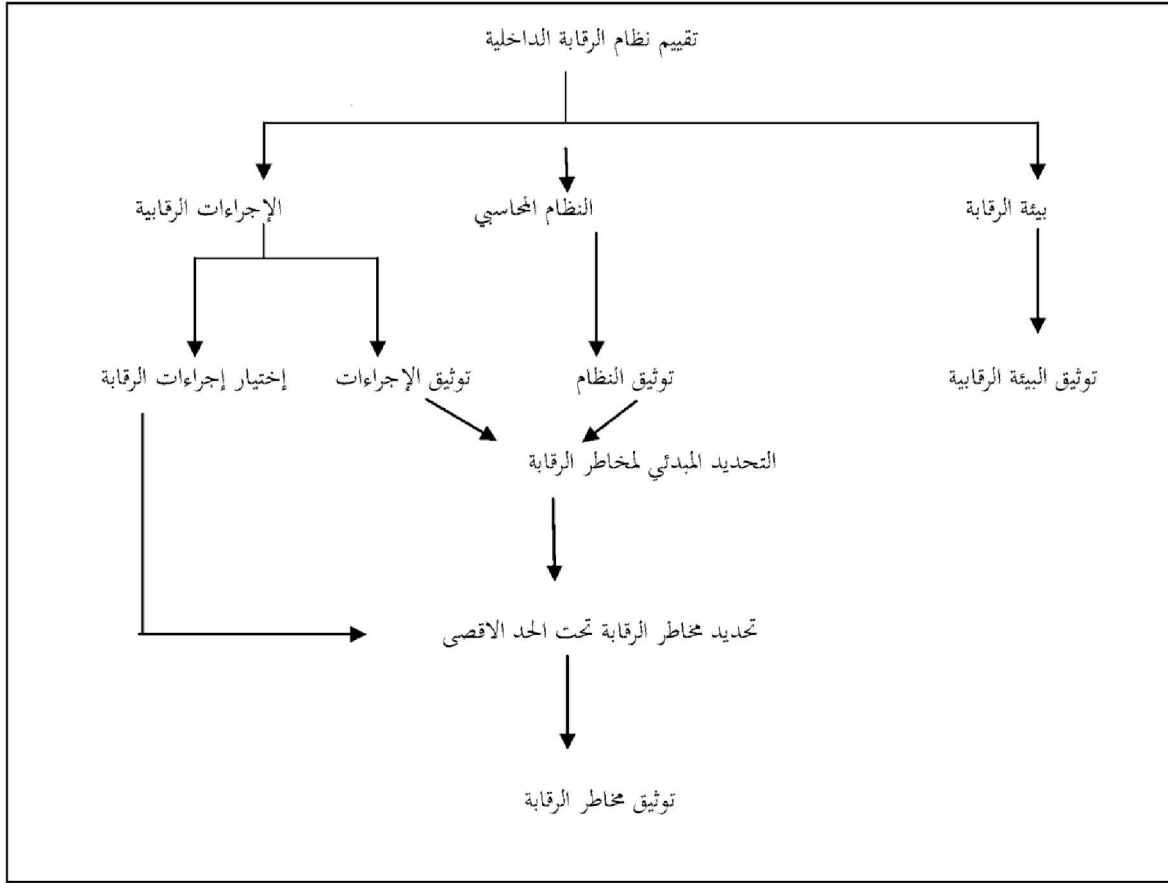 تقييم نظام الرقابة الداخلية
بيئة الرقابة
النظام المحاسبي
الإجراءات الرقابية
توثيق البيئة الرقابية
توثيق النظام
توثيق الإجراءات
إختيار إجراءات الرقابة
التحديد المبدئي لمخاطر الرقابة
تحديد مخاطر الرقابة تحت الحد الاقصى
توثيق مخاطر الرقابة